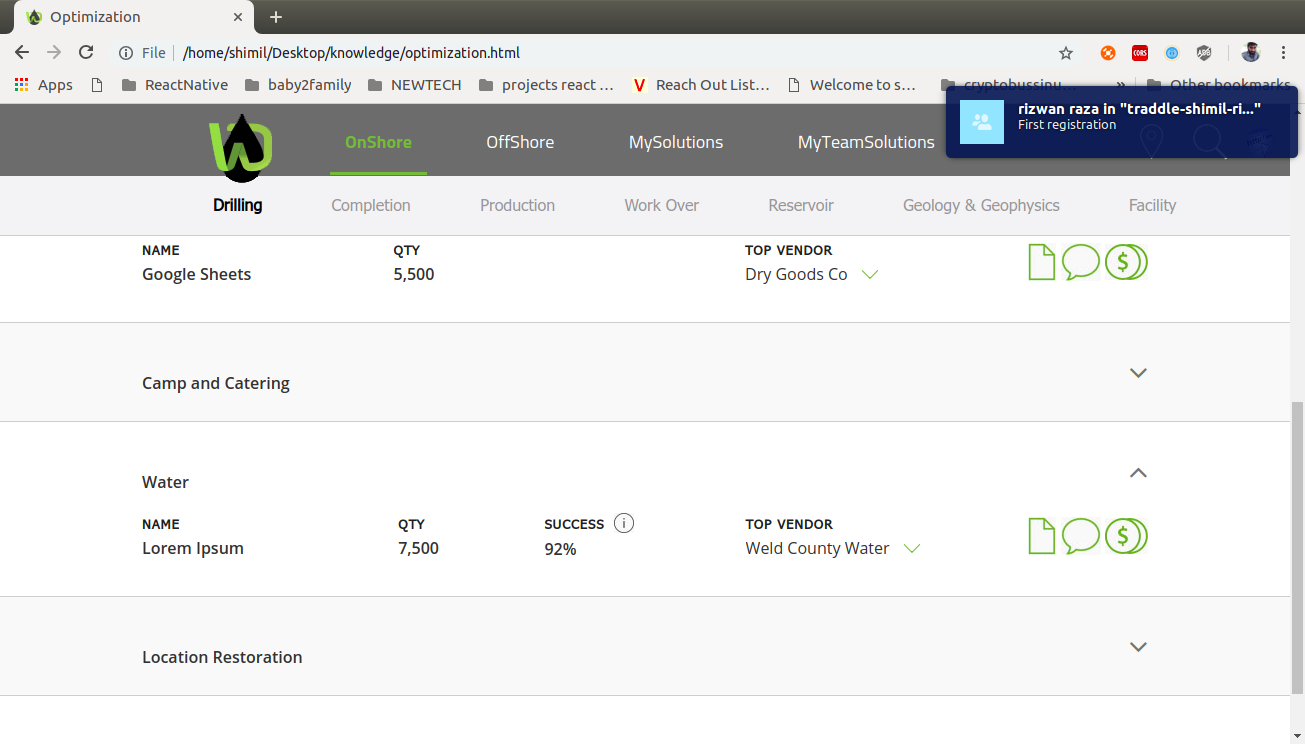 Optimization
File /home/shimil/Desktop/knowledge/optimization.html
CORS
ABP
Apps ReactNative baby2family NEWTECH projects react ... Reach Out List... Welcome to s... cryptobussinu... » Other bookmarks
rizwan raza in "traddle-shimil-ri..."
First registration
OnShore OffShore MySolutions MyTeamSolutions
Drilling Completion Production Work Over Reservoir Geology & Geophysics Facility
NAME QTY TOP VENDOR
Google Sheets 5,500 Dry Goods Co
Camp and Catering
Water
NAME QTY SUCCESS TOP VENDOR
Lorem Ipsum 7,500 92% Weld County Water
Location Restoration